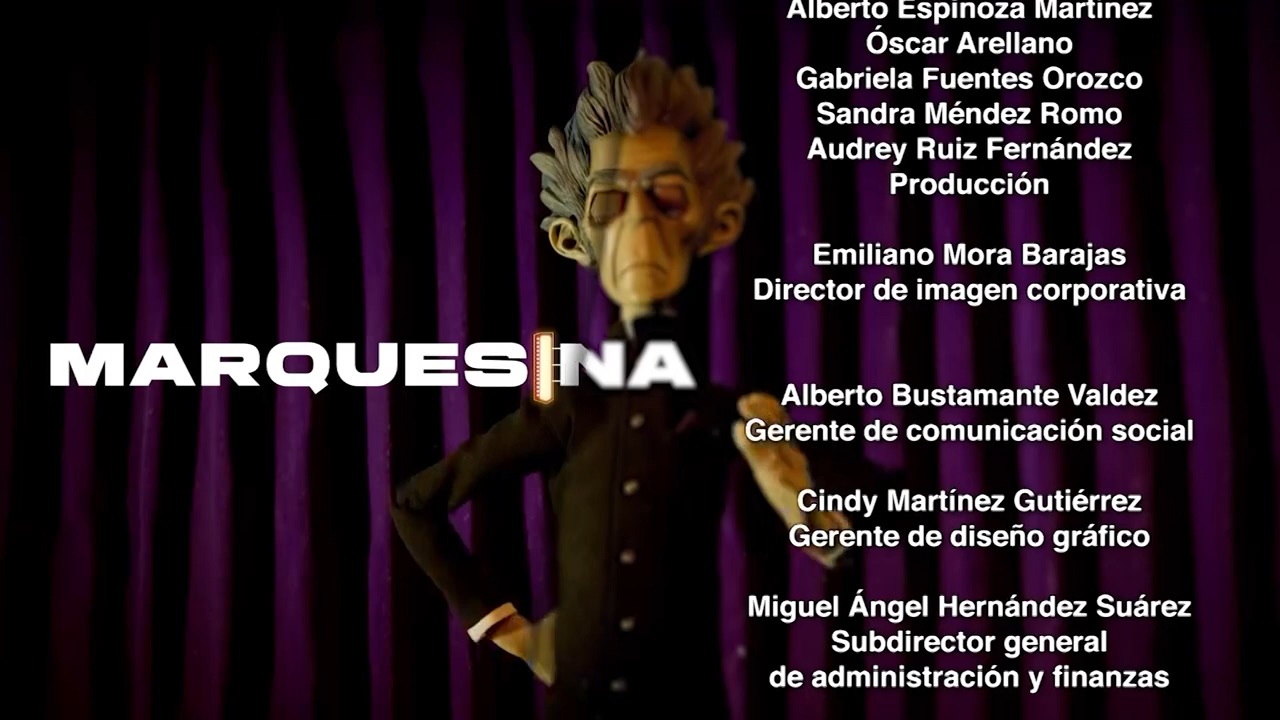 MARQUESINA
Alberto Espinoza Martínez
Óscar Arellano
Gabriela Fuentes Orozco
Sandra Méndez Romo
Audrey Ruiz Fernández
Producción
Emiliano Mora Barajas
Director de imagen corporativa
Alberto Bustamante Valdez
Gerente de comunicación social
Cindy Martínez Gutiérrez
Gerente de diseño gráfico
Miguel Ángel Hernández Suárez
Subdirector general
de administración y finanzas